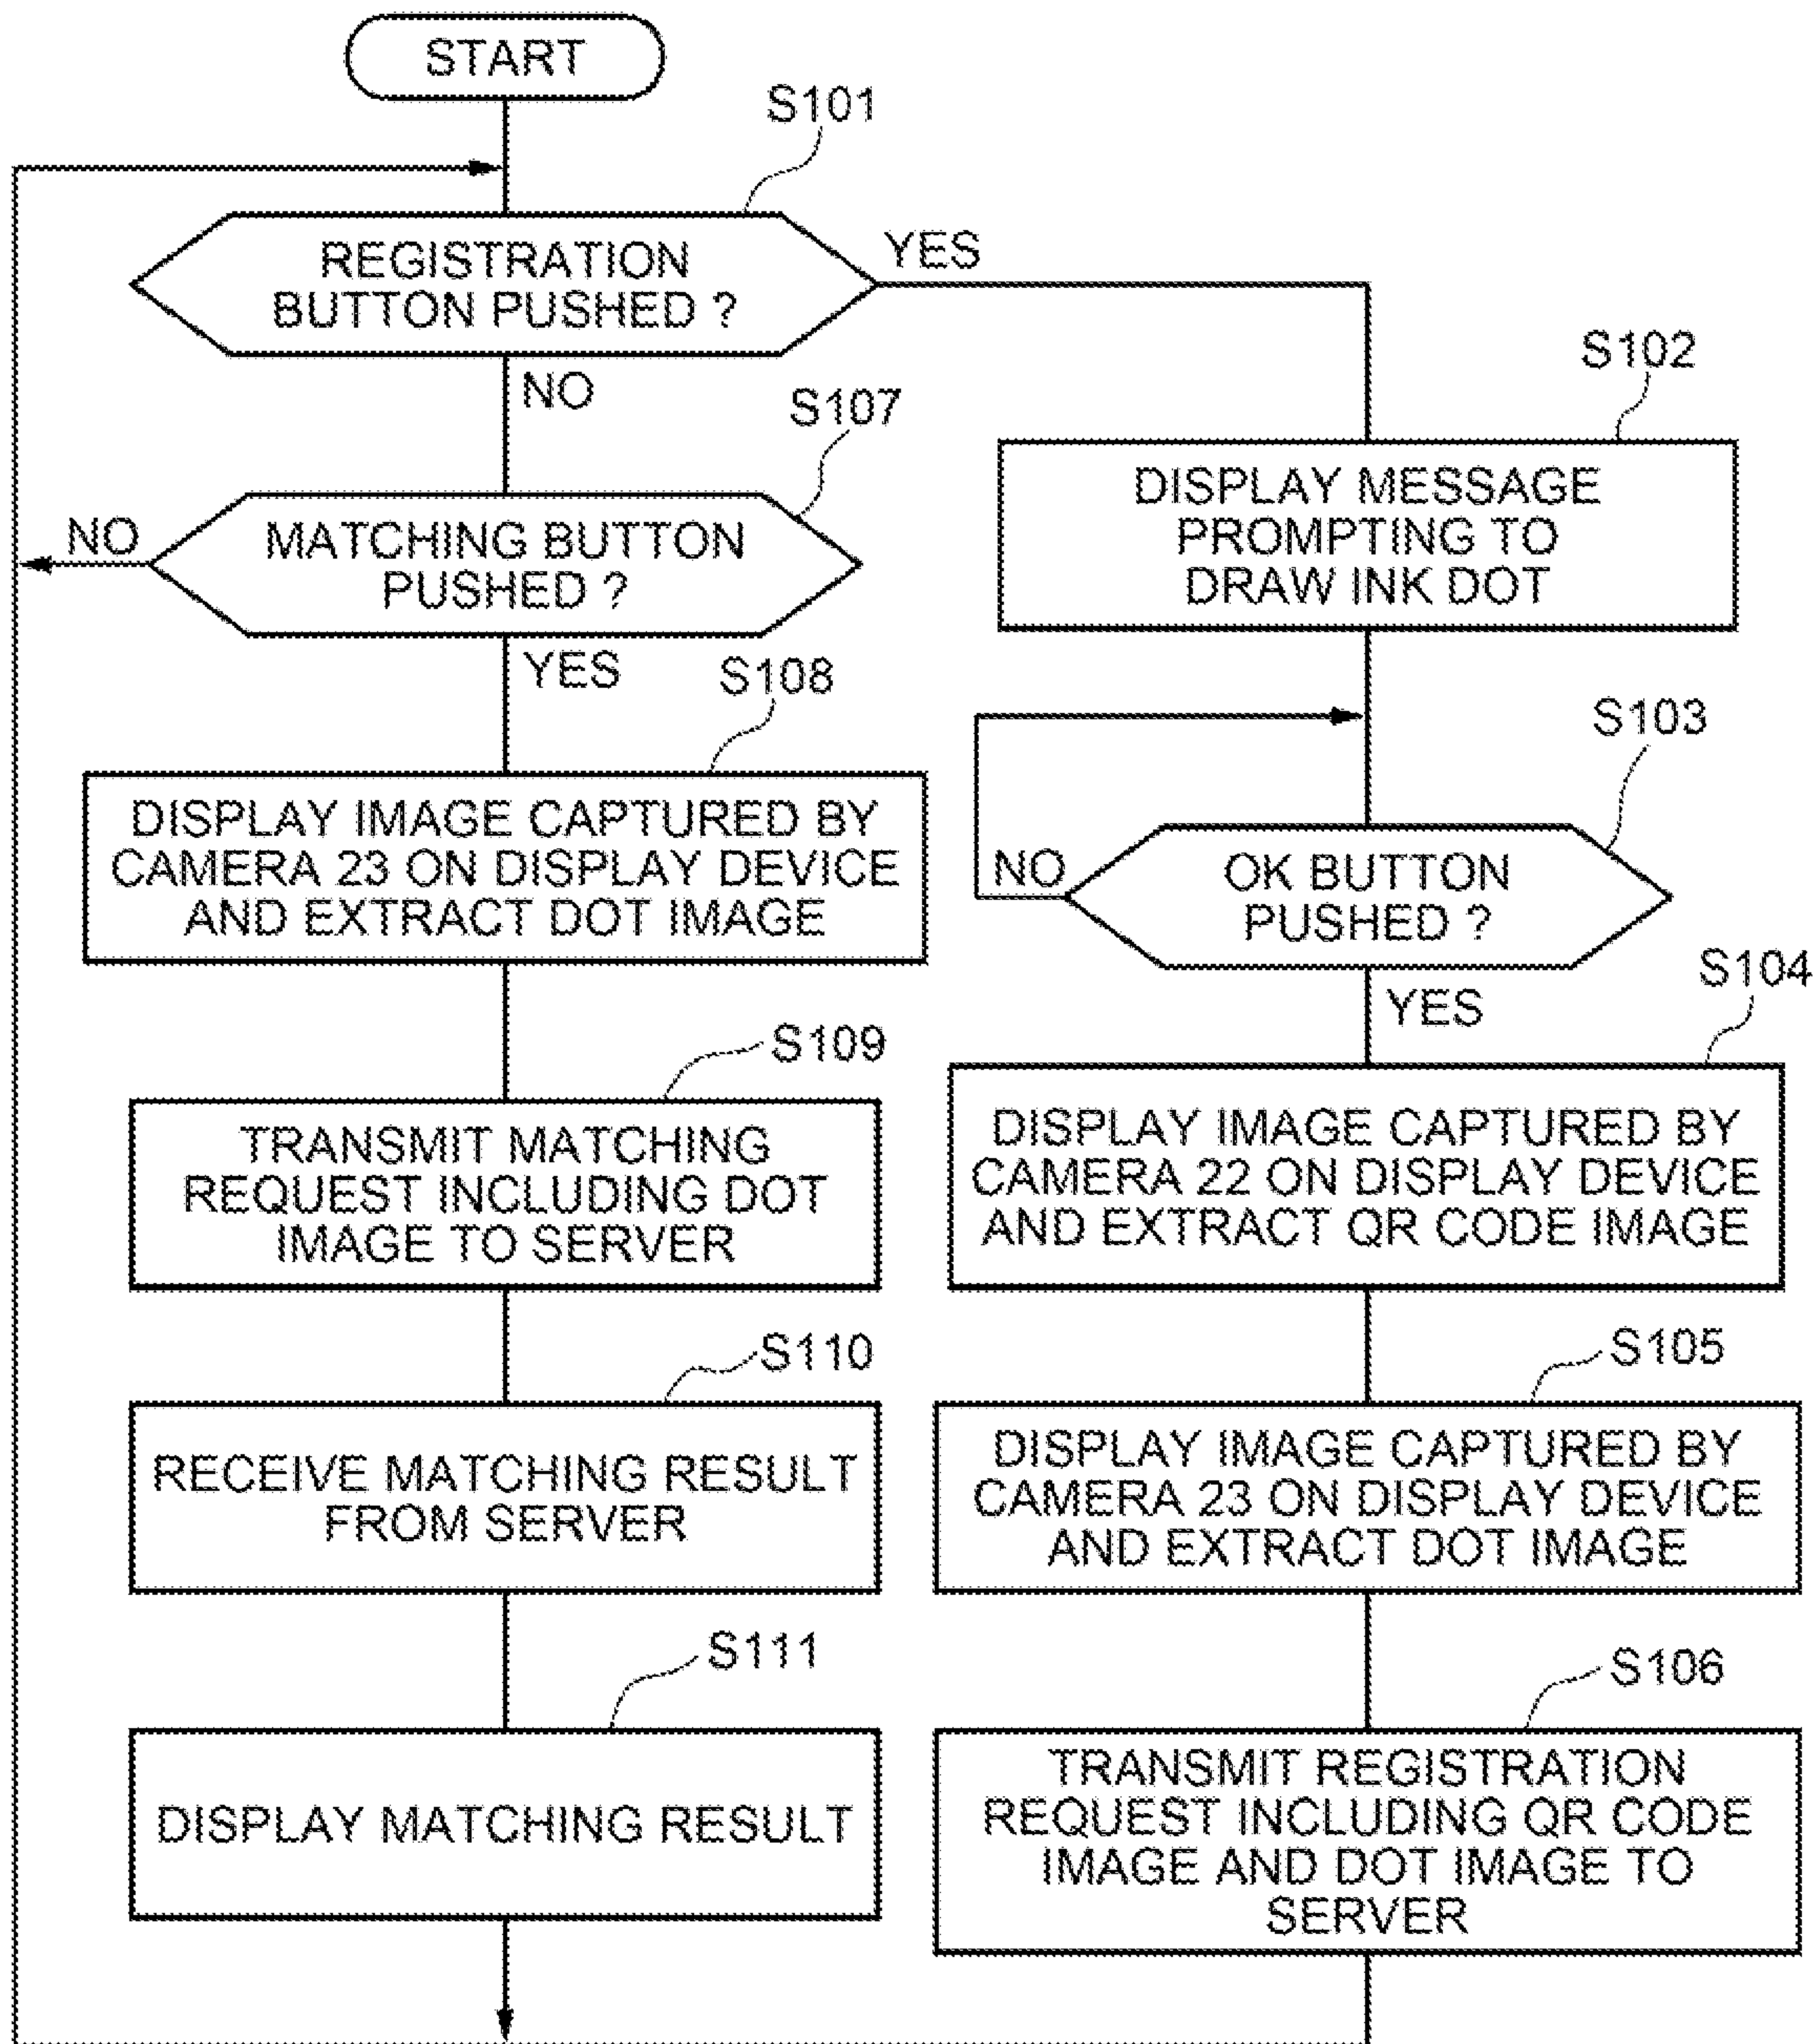 START
S101
REGISTRATION
BUTTON PUSHED ?
YES
NO
S107
MATCHING BUTTON
PUSHED ?
NO
YES
S108
DISPLAY IMAGE CAPTURED BY
CAMERA 23 ON DISPLAY DEVICE
AND EXTRACT DOT IMAGE
S109
TRANSMIT MATCHING
REQUEST INCLUDING DOT
IMAGE TO SERVER
S110
RECEIVE MATCHING RESULT
FROM SERVER
S111
DISPLAY MATCHING RESULT
S102
DISPLAY MESSAGE
PROMPTING TO
DRAW INK DOT
S103
OK BUTTON
PUSHED ?
NO
YES
S104
DISPLAY IMAGE CAPTURED BY
CAMERA 22 ON DISPLAY DEVICE
AND EXTRACT QR CODE IMAGE
S105
DISPLAY IMAGE CAPTURED BY
CAMERA 23 ON DISPLAY DEVICE
AND EXTRACT DOT IMAGE
S106
TRANSMIT REGISTRATION
REQUEST INCLUDING QR CODE
IMAGE AND DOT IMAGE TO
SERVER